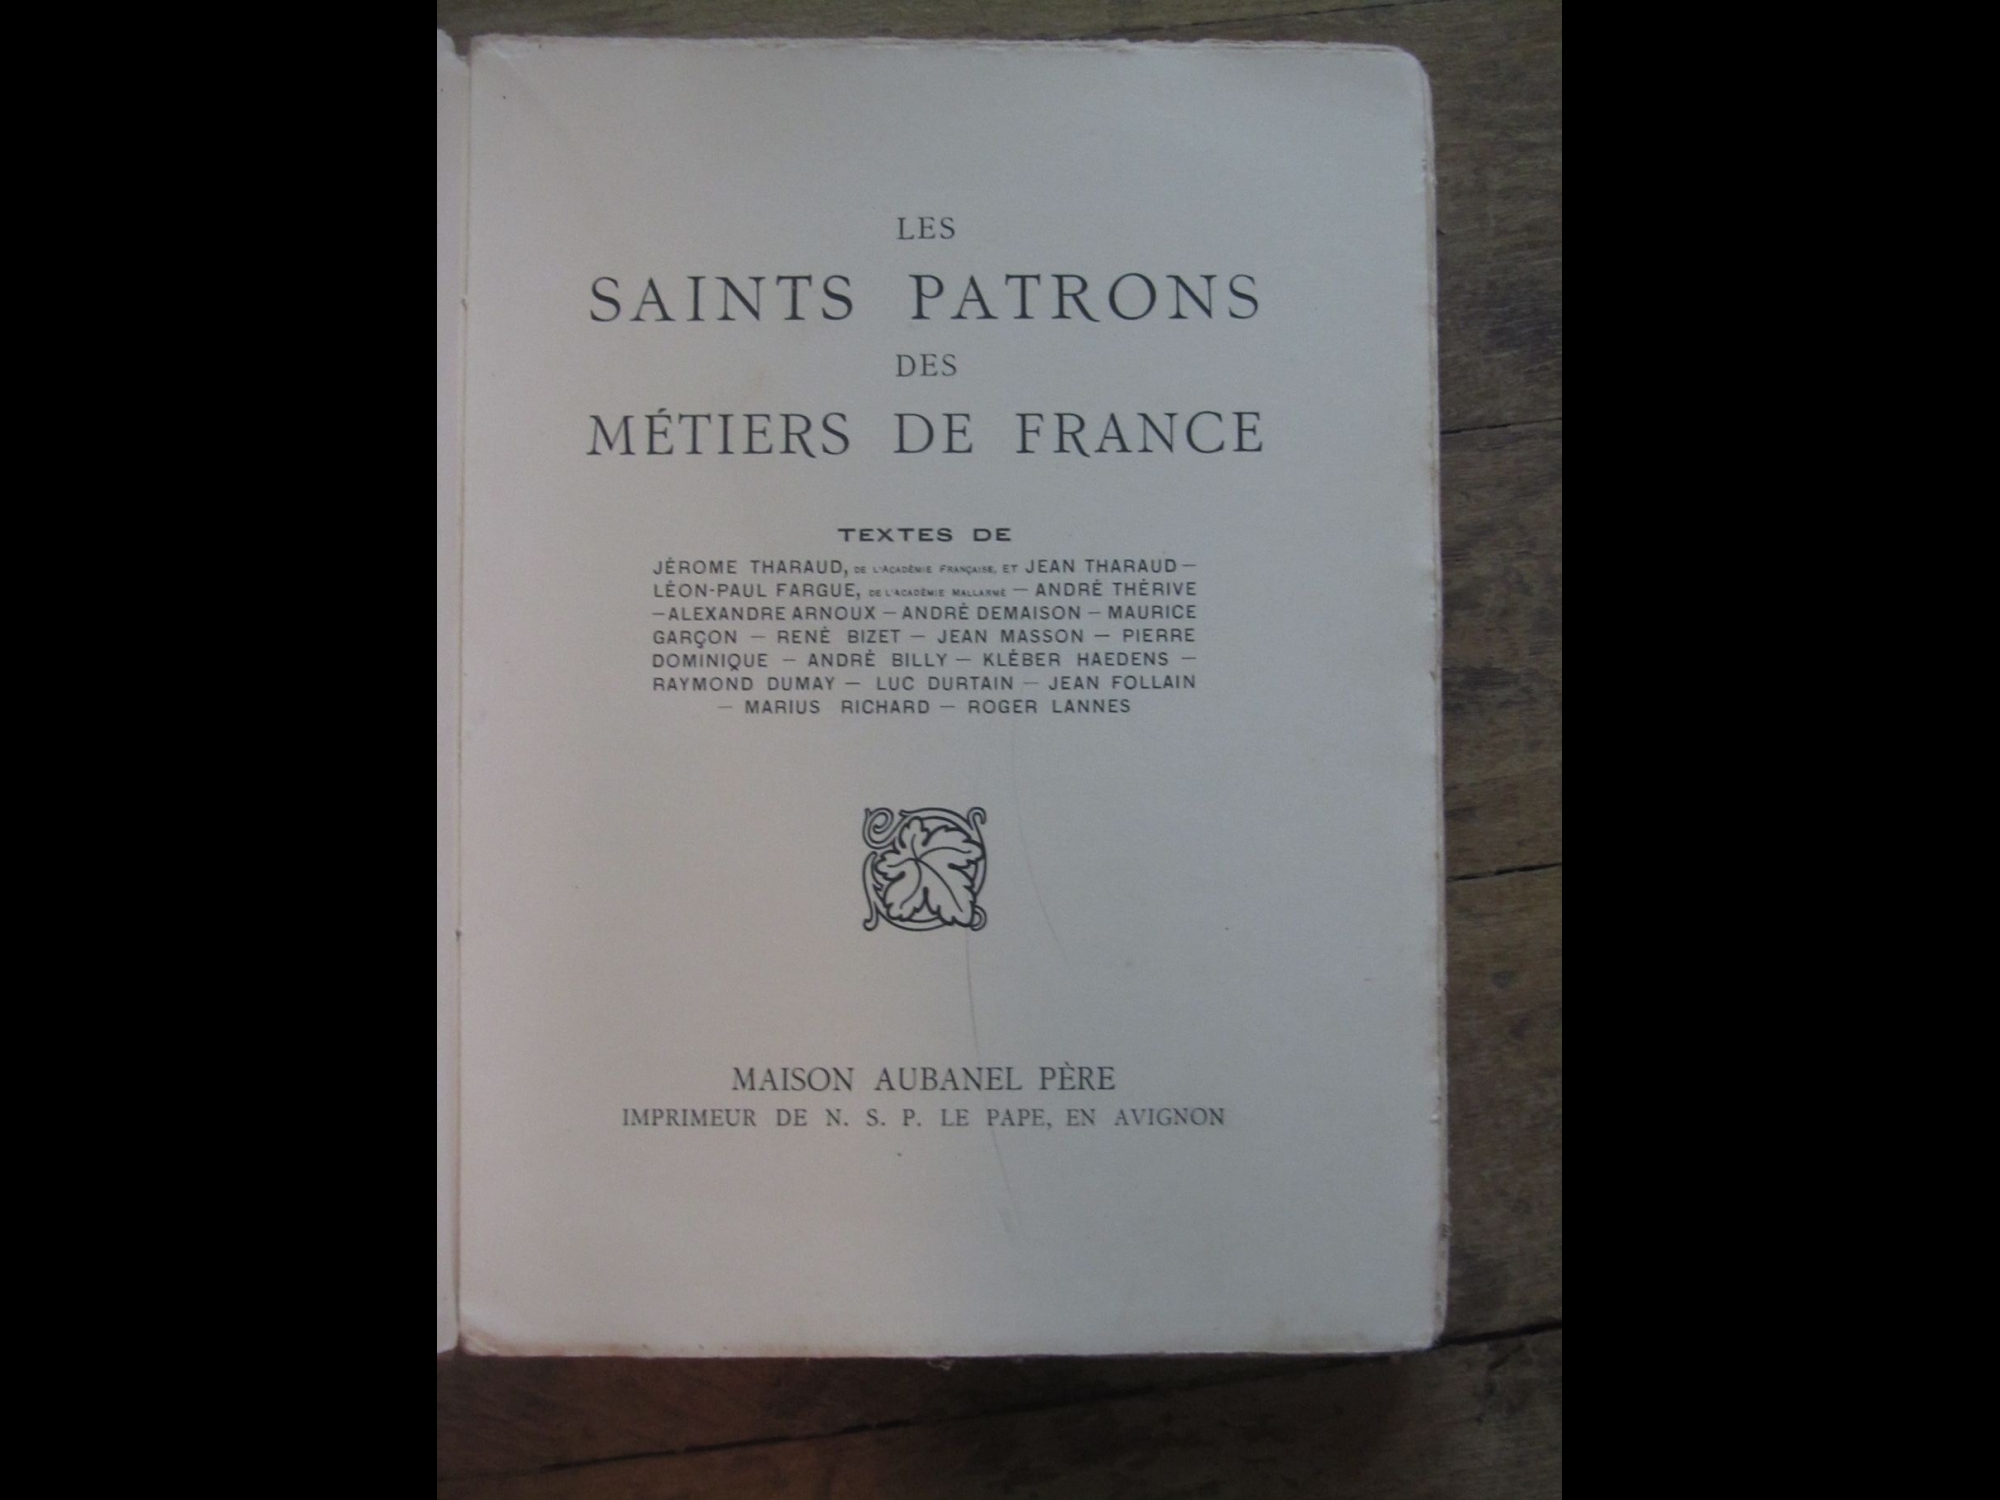 LES
SAINTS PATRONS
DES
MÉTIERS DE FRANCE
TEXTES DE
JÉROME THARAUD, DE L'ACADÉMIE FRANÇAISE, ET JEAN THARAUD —
LÉON-PAUL FARGUE, DE L'ACADÉMIE MALLARMÉ — ANDRÉ THÉRIVE
— ALEXANDRE ARNOUX — ANDRÉ DEMAISON — MAURICE
GARÇON — RENÉ BIZET — JEAN MASSON — PIERRE
DOMINIQUE — ANDRÉ BILLY — KLÉBER HAEDENS —
RAYMOND DUMAY — LUC DURTAIN — JEAN FOLLAIN
— MARIUS RICHARD — ROGER LANNES
MAISON AUBANEL PÈRE
IMPRIMEUR DE N. S. P. LE PAPE, EN AVIGNON